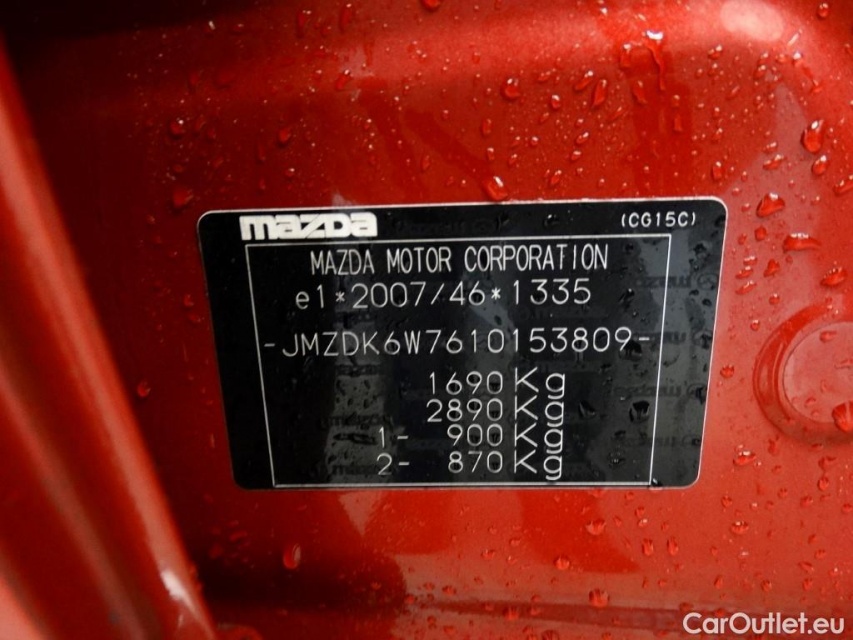 mazda (CG15C)
MAZDA MOTOR CORPORATION
e1*2007/46*1335
-JMZDK6W7610153809-
1690Kg
2890Kg
1- 900Kg
2- 870Kg
CarOutlet.eu